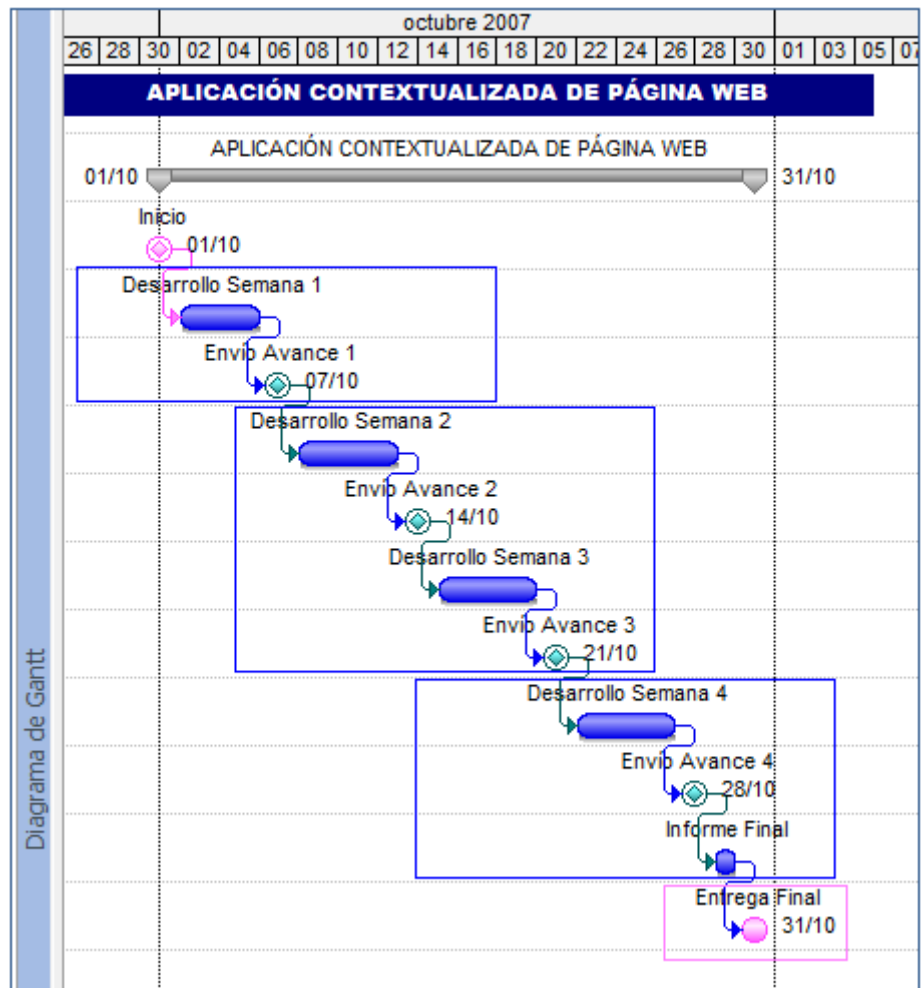 octubre 2007
26 28 30 02 04 06 08 10 12 14 16 18 20 22 24 26 28 30 01 03 05 07
APLICACIÓN CONTEXTUALIZADA DE PÁGINA WEB
APLICACIÓN CONTEXTUALIZADA DE PÁGINA WEB
01/10 31/10
Inicio
01/10
Desarrollo Semana 1
Envío Avance 1
07/10
Desarrollo Semana 2
Envío Avance 2
14/10
Desarrollo Semana 3
Envío Avance 3
21/10
Desarrollo Semana 4
Envío Avance 4
28/10
Informe Final
Entrega Final
31/10
Diagrama de Gantt